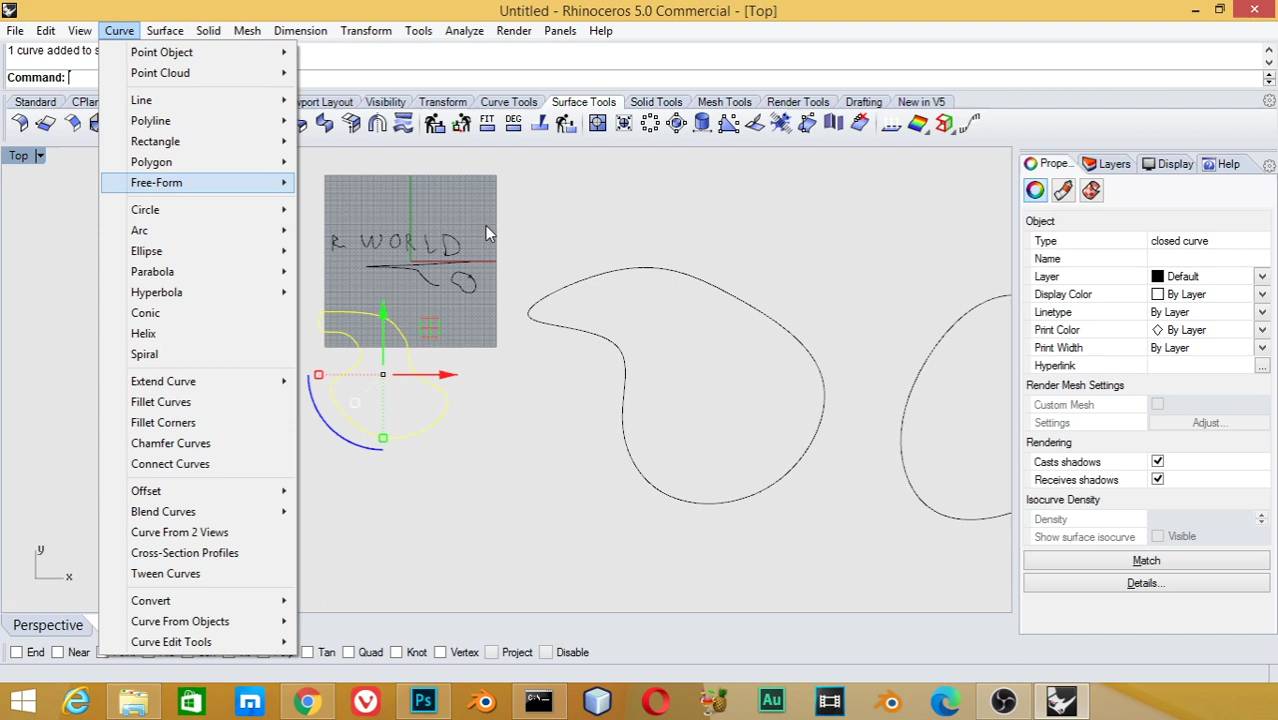 Untitled - Rhinoceros 5.0 Commercial - [Top]
File Edit View Curve Surface Solid Mesh Dimension Transform Tools Analyze Render Panels Help
1 curve added to s
Command:
Standard CPlan port Layout Visibility Transform Curve Tools Surface Tools Solid Tools Mesh Tools Render Tools Drafting New in V5
FIT DEG
Top
Point Object
Point Cloud
Line
Polyline
Rectangle
Polygon
Free-Form
Circle
Arc
Ellipse
Parabola
Hyperbola
Conic
Helix
Spiral
Extend Curve
Fillet Curves
Fillet Corners
Chamfer Curves
Connect Curves
Offset
Blend Curves
Curve From 2 Views
Cross-Section Profiles
Tween Curves
Convert
Curve From Objects
Curve Edit Tools
R WORLD
y
x
Prope... Layers Display Help
Object
Type closed curve
Name
Layer Default
Display Color By Layer
Linetype By Layer
Print Color By Layer
Print Width By Layer
Hyperlink ...
Render Mesh Settings
Custom Mesh
Settings Adjust...
Rendering
Casts shadows
Receives shadows
Isocurve Density
Density
Show surface isocurve Visible
Match
Details...
Perspective
End Near Tan Quad Knot Vertex Project Disable
Ps Au